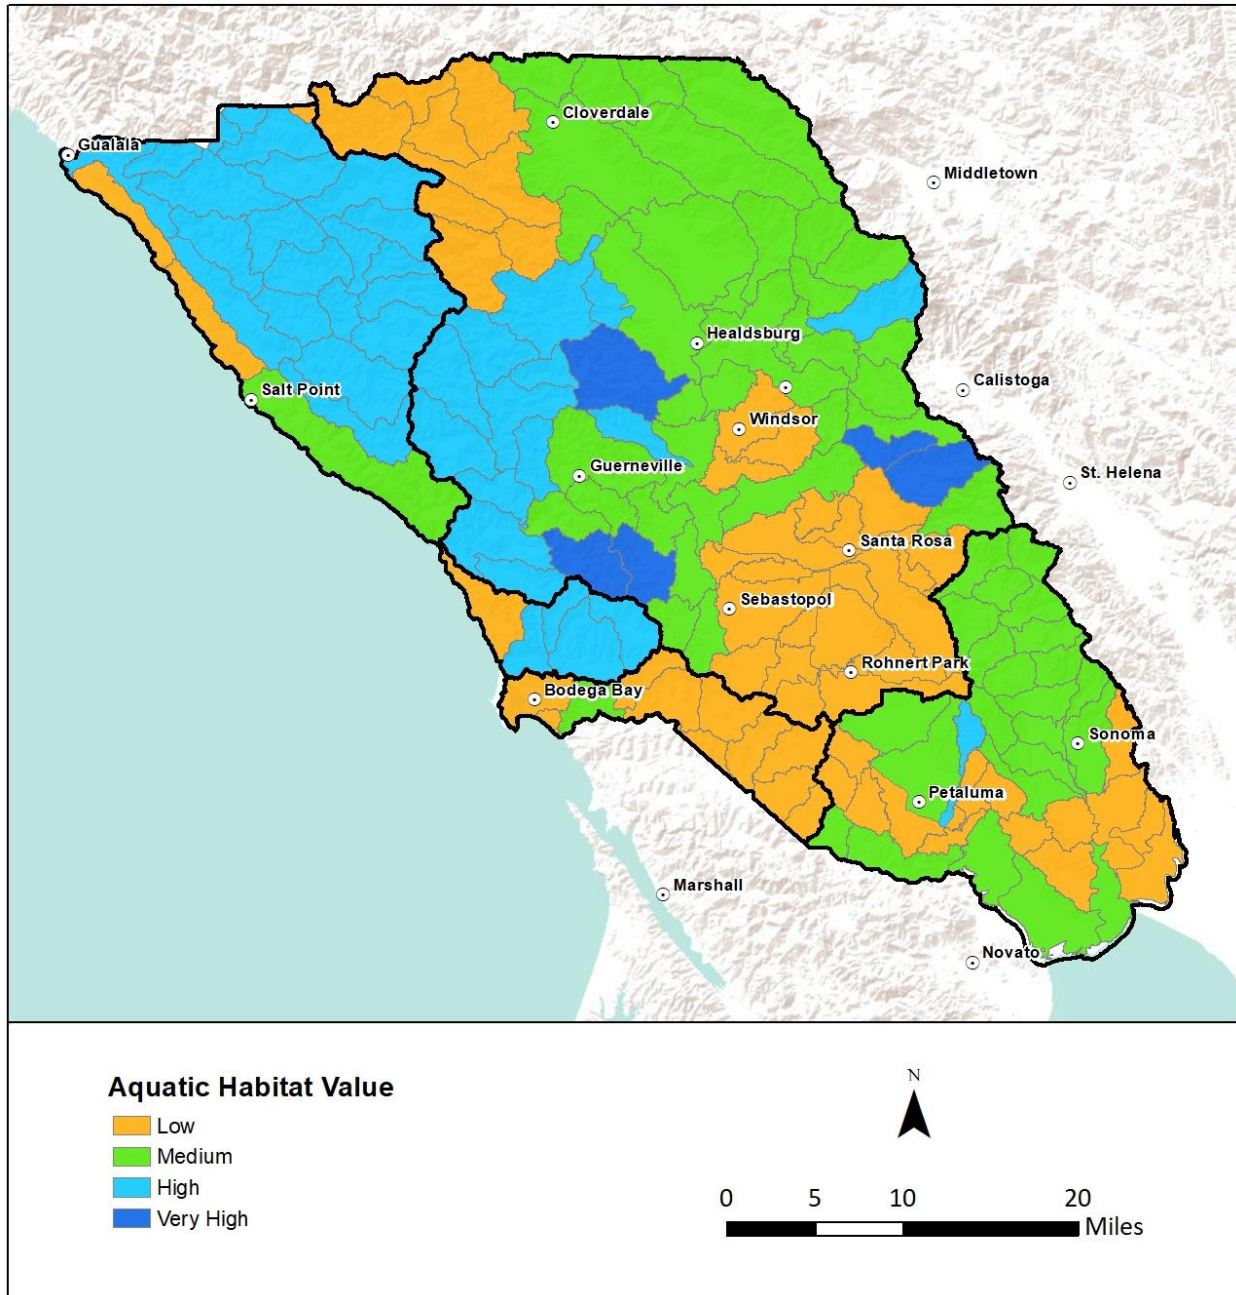 Cloverdale
Gualala
Middletown
Healdsburg
Calistoga
Salt Point
Windsor
Guerneville
St. Helena
Santa Rosa
Sebastopol
Rohnert Park
Bodega Bay
Sonoma
Petaluma
Marshall
Novato
Aquatic Habitat Value
Low
Medium
High
Very High
N
0 5 10 20
Miles